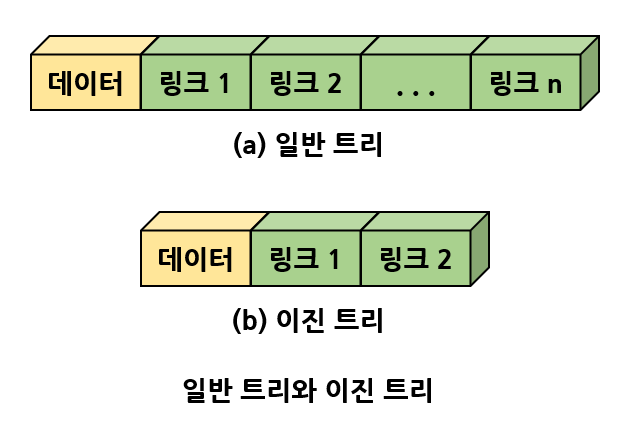 데이터 링크 1 링크 2 . . . 링크 n
(a) 일반 트리
데이터 링크 1 링크 2
(b) 이진 트리
일반 트리와 이진 트리